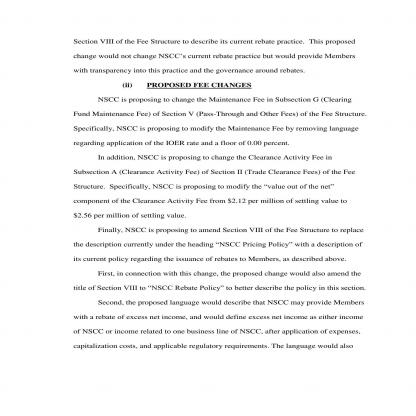 Section VIII of the Fee Structure to describe its current rebate practice.  This proposed
change would not change NSCC's current rebate practice but would provide Members
with transparency into this practice and the governance around rebates.
(ii) PROPOSED FEE CHANGES
NSCC is proposing to change the Maintenance Fee in Subsection G (Clearing
Fund Maintenance Fee) of Section V (Pass-Through and Other Fees) of the Fee Structure.
Specifically, NSCC is proposing to modify the Maintenance Fee by removing language
regarding application of the IOER rate and a floor of 0.00 percent.
In addition, NSCC is proposing to change the Clearance Activity Fee in
Subsection A (Clearance Activity Fee) of Section II (Trade Clearance Fees) of the Fee
Structure.  Specifically, NSCC is proposing to modify the "value out of the net"
component of the Clearance Activity Fee from $2.12 per million of settling value to
$2.56 per million of settling value.
Finally, NSCC is proposing to amend Section VIII of the Fee Structure to replace
the description currently under the heading "NSCC Pricing Policy" with a description of
its current policy regarding the issuance of rebates to Members, as described above.
First, in connection with this change, the proposed change would also amend the
title of Section VIII to "NSCC Rebate Policy" to better describe the policy in this section.
Second, the proposed language would describe that NSCC may provide Members
with a rebate of excess net income, and would define excess net income as either income
of NSCC or income related to one business line of NSCC, after application of expenses,
capitalization costs, and applicable regulatory requirements. The language would also